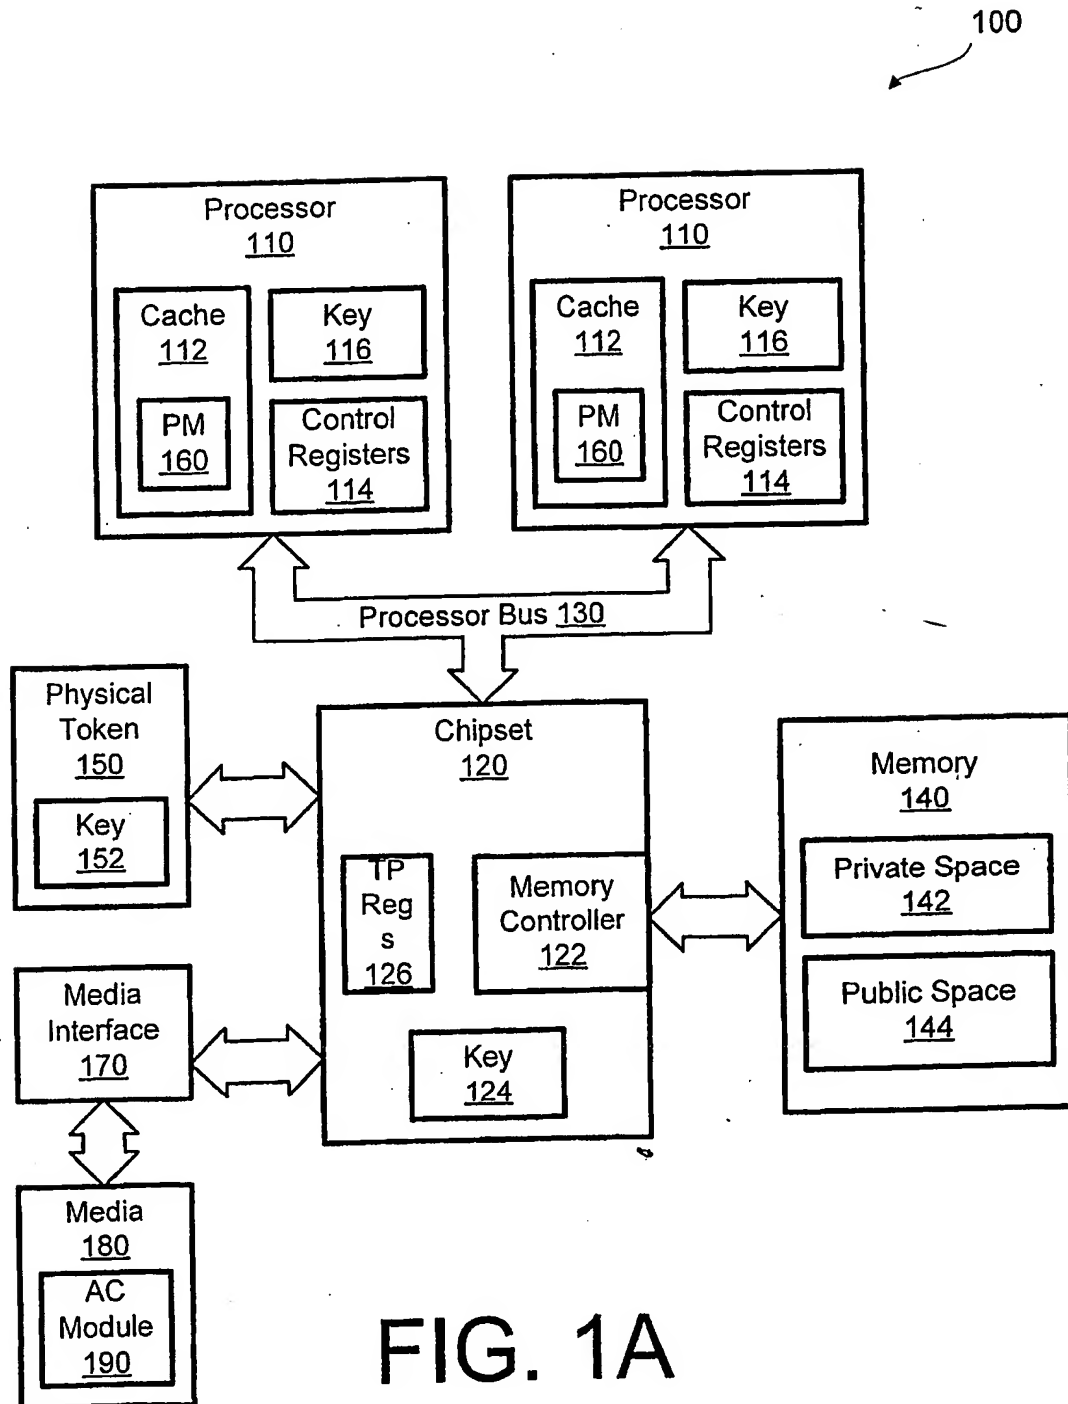 100
Processor
110
Cache
112
PM
160
Key
116
Control
Registers
114
Processor
110
Cache
112
PM
160
Key
116
Control
Registers
114
Processor Bus 130
Physical
Token
150
Key
152
Chipset
120
TP
Reg
s
126
Memory
Controller
122
Key
124
Memory
140
Private Space
142
Public Space
144
Media
Interface
170
Media
180
AC
Module
190
FIG. 1A